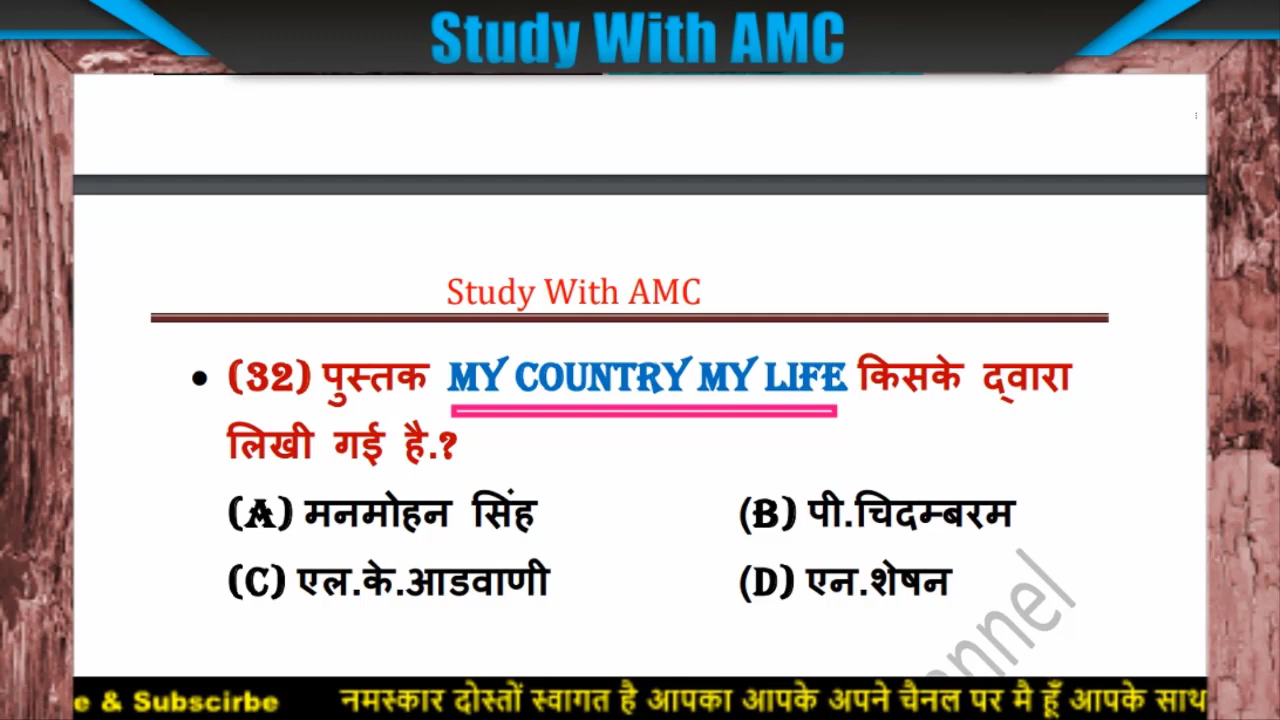 Study With AMC
Study With AMC
• (32) पुस्तक MY COUNTRY MY LIFE किसके द्वारा
लिखी गई है.?
(A) मनमोहन सिंह (B) पी.चिदम्बरम
(C) एल.के.आडवाणी (D) एन.शेषन
nnel
e & Subscirbe नमस्कार दोस्तों स्वागत है आपका आपके अपने चैनल पर मै हूँ आपके साथ